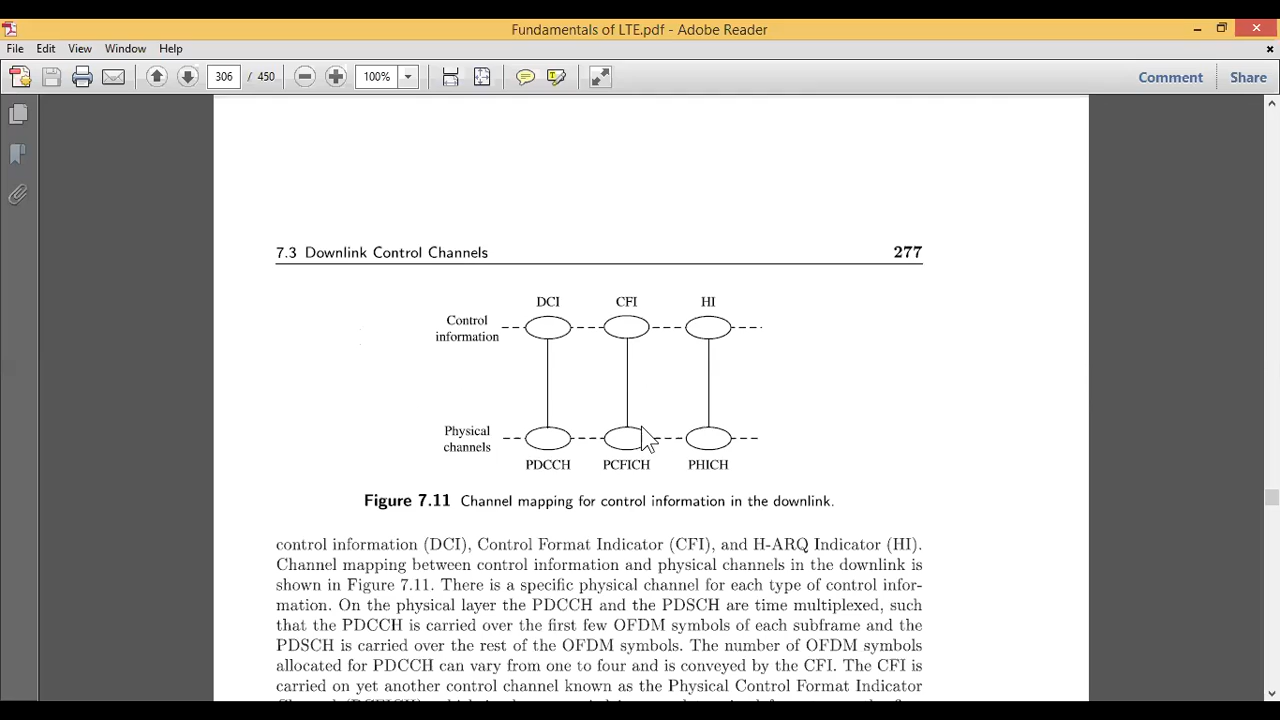 Fundamentals of LTE.pdf - Adobe Reader
File Edit View Window Help
306 / 450 100% Comment Share
7.3 Downlink Control Channels 277
DCI CFI HI
Control
information
Physical
channels
PDCCH PCFICH PHICH
Figure 7.11 Channel mapping for control information in the downlink.
control information (DCI), Control Format Indicator (CFI), and H-ARQ Indicator (HI).
Channel mapping between control information and physical channels in the downlink is
shown in Figure 7.11. There is a specific physical channel for each type of control infor-
mation. On the physical layer the PDCCH and the PDSCH are time multiplexed, such
that the PDCCH is carried over the first few OFDM symbols of each subframe and the
PDSCH is carried over the rest of the OFDM symbols. The number of OFDM symbols
allocated for PDCCH can vary from one to four and is conveyed by the CFI. The CFI is
carried on yet another control channel known as the Physical Control Format Indicator